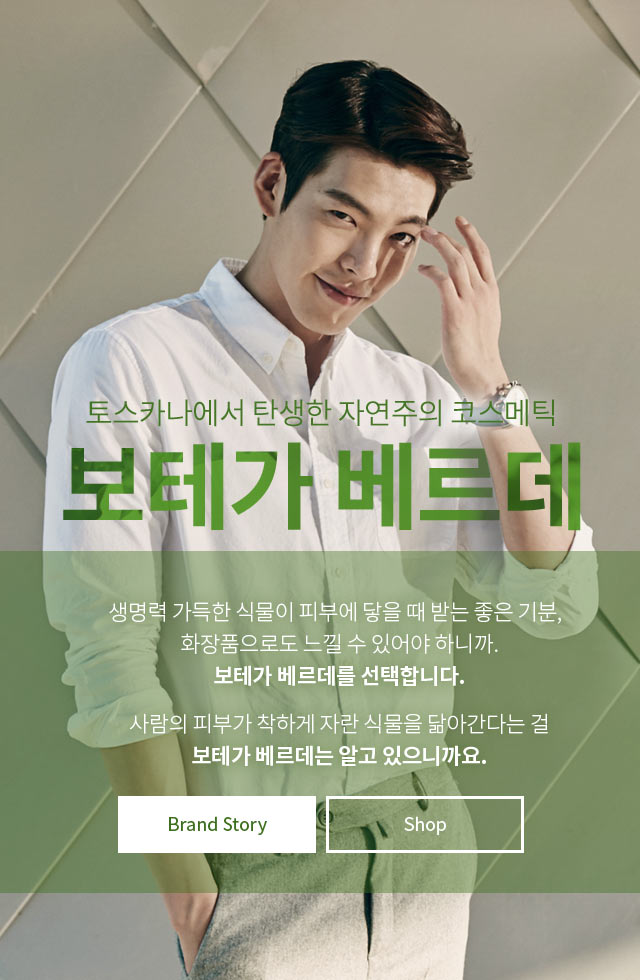 토스카나에서 탄생한 자연주의 코스메틱
보테가 베르데
생명력 가득한 식물이 피부에 닿을 때 받는 좋은 기분,
화장품으로도 느낄 수 있어야 하니까.
보테가 베르데를 선택합니다.
사람의 피부가 착하게 자란 식물을 닮아간다는 걸
보테가 베르데는 알고 있으니까요.
Brand Story
Shop